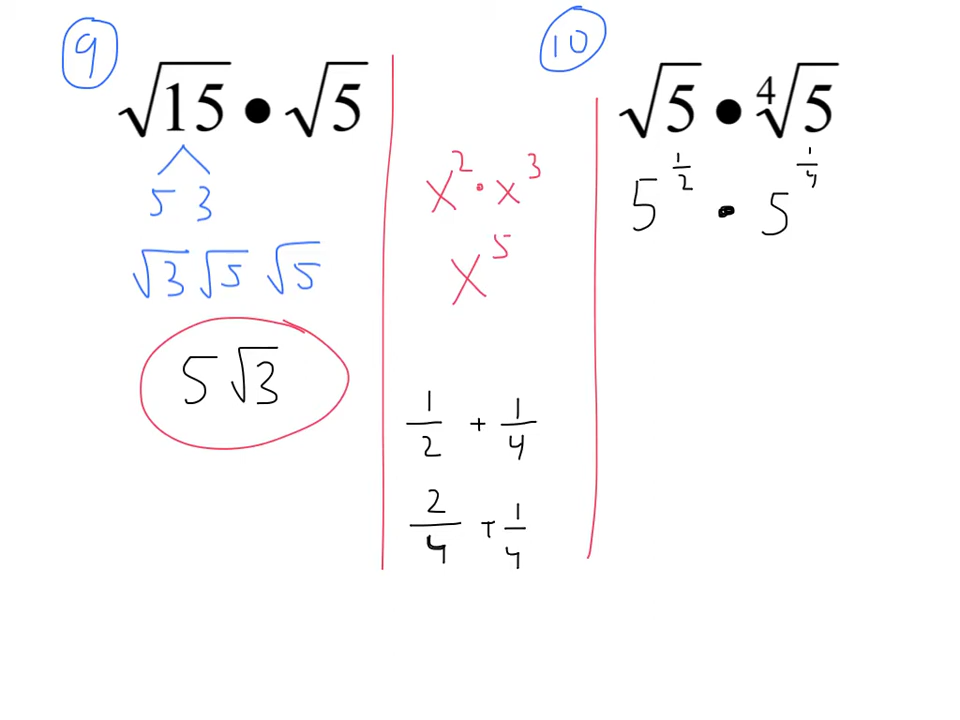 9
√15 • √5
5 3
√3 √5 √5
5√3
x² · x³
x⁵
1/2 + 1/4
2/4 + 1/4
10
√5 • ⁴√5
5^(1/2) • 5^(1/4)